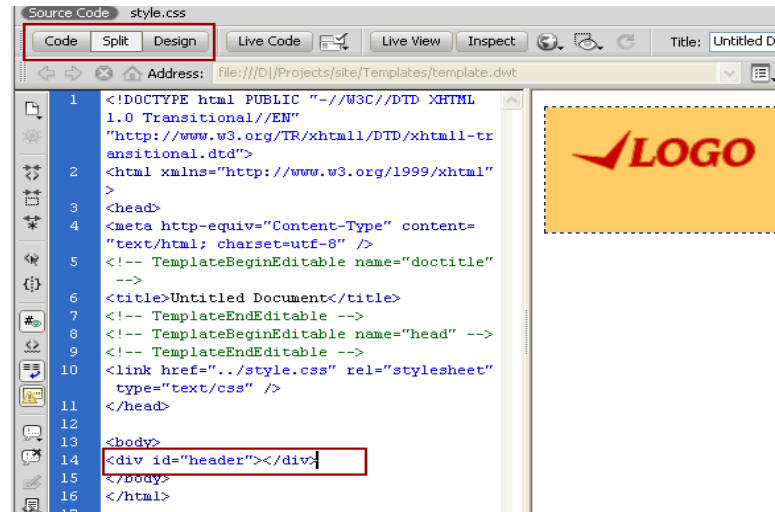 Source Code style.css
Code Split Design Live Code Live View Inspect Title: Untitled D
Address: file:///D|/Projects/site/Templates/template.dwt
1 <!DOCTYPE html PUBLIC "-//W3C//DTD XHTML
1.0 Transitional//EN"
"http://www.w3.org/TR/xhtml1/DTD/xhtml1-tr
ansitional.dtd">
2 <html xmlns="http://www.w3.org/1999/xhtml"
>
3 <head>
4 <meta http-equiv="Content-Type" content=
"text/html; charset=utf-8" />
5 <!-- TemplateBeginEditable name="doctitle"
-->
6 <title>Untitled Document</title>
7 <!-- TemplateEndEditable -->
8 <!-- TemplateBeginEditable name="head" -->
9 <!-- TemplateEndEditable -->
10 <link href="../style.css" rel="stylesheet"
type="text/css" />
11 </head>
12
13 <body>
14 <div id="header"></div>
15 </body>
16 </html>
17
LOGO